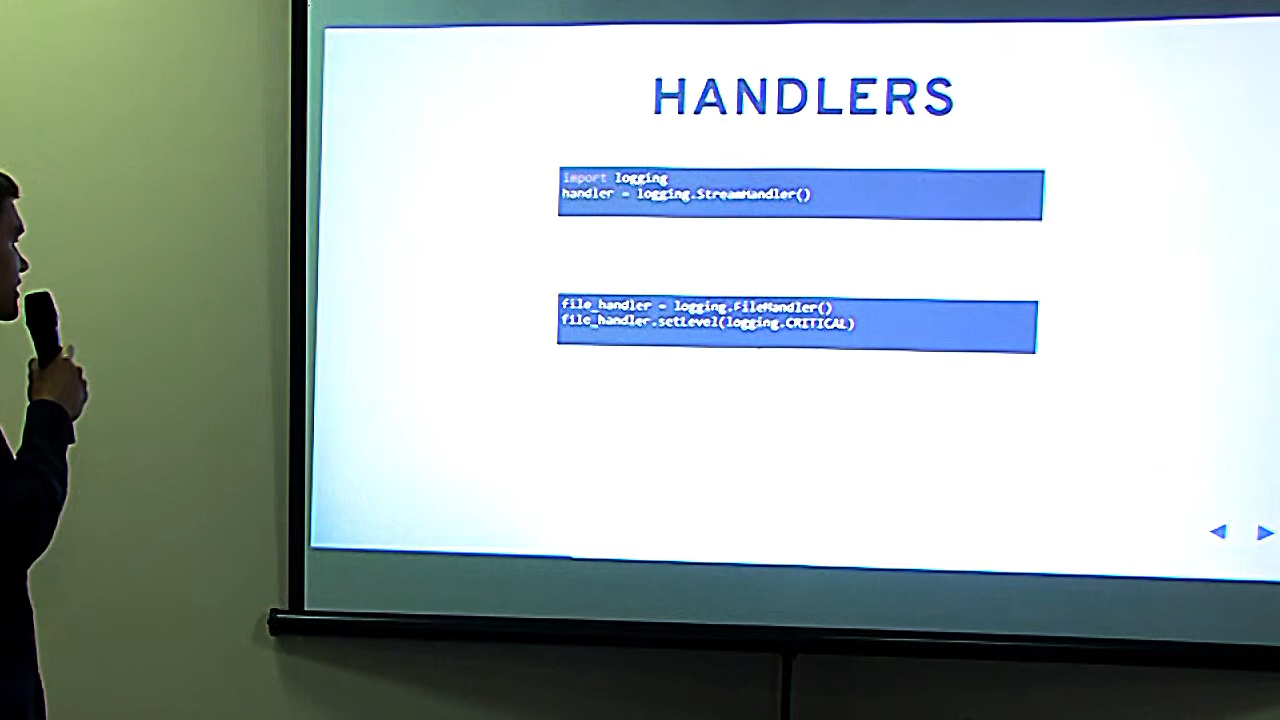 HANDLERS
import logging
handler = logging.StreamHandler()
file_handler = logging.FileHandler()
file_handler.setLevel(logging.CRITICAL)